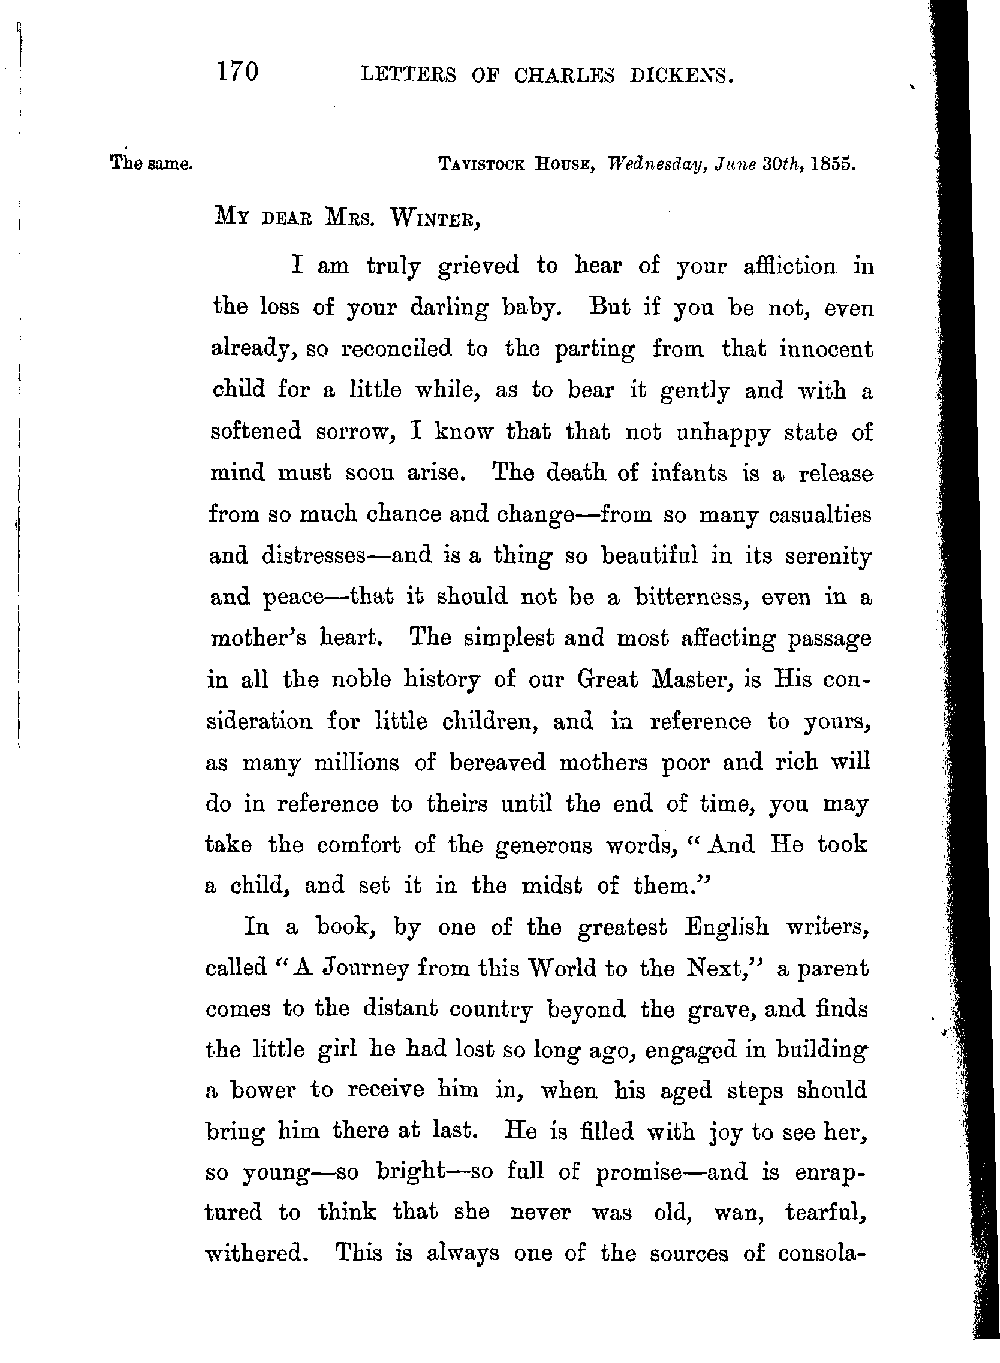 170 LETTERS OF CHARLES DICKENS.
The same. TAVISTOCK HOUSE, Wednesday, June 30th, 1855.
MY DEAR MRS. WINTER,
I am truly grieved to hear of your affliction in
the loss of your darling baby. But if you be not, even
already, so reconciled to the parting from that innocent
child for a little while, as to bear it gently and with a
softened sorrow, I know that that not unhappy state of
mind must soon arise. The death of infants is a release
from so much chance and change—from so many casualties
and distresses—and is a thing so beautiful in its serenity
and peace—that it should not be a bitterness, even in a
mother's heart. The simplest and most affecting passage
in all the noble history of our Great Master, is His con-
sideration for little children, and in reference to yours,
as many millions of bereaved mothers poor and rich will
do in reference to theirs until the end of time, you may
take the comfort of the generous words, "And He took
a child, and set it in the midst of them."
In a book, by one of the greatest English writers,
called "A Journey from this World to the Next," a parent
comes to the distant country beyond the grave, and finds
the little girl he had lost so long ago, engaged in building
a bower to receive him in, when his aged steps should
bring him there at last. He is filled with joy to see her,
so young—so bright—so full of promise—and is enrap-
tured to think that she never was old, wan, tearful,
withered. This is always one of the sources of consola-